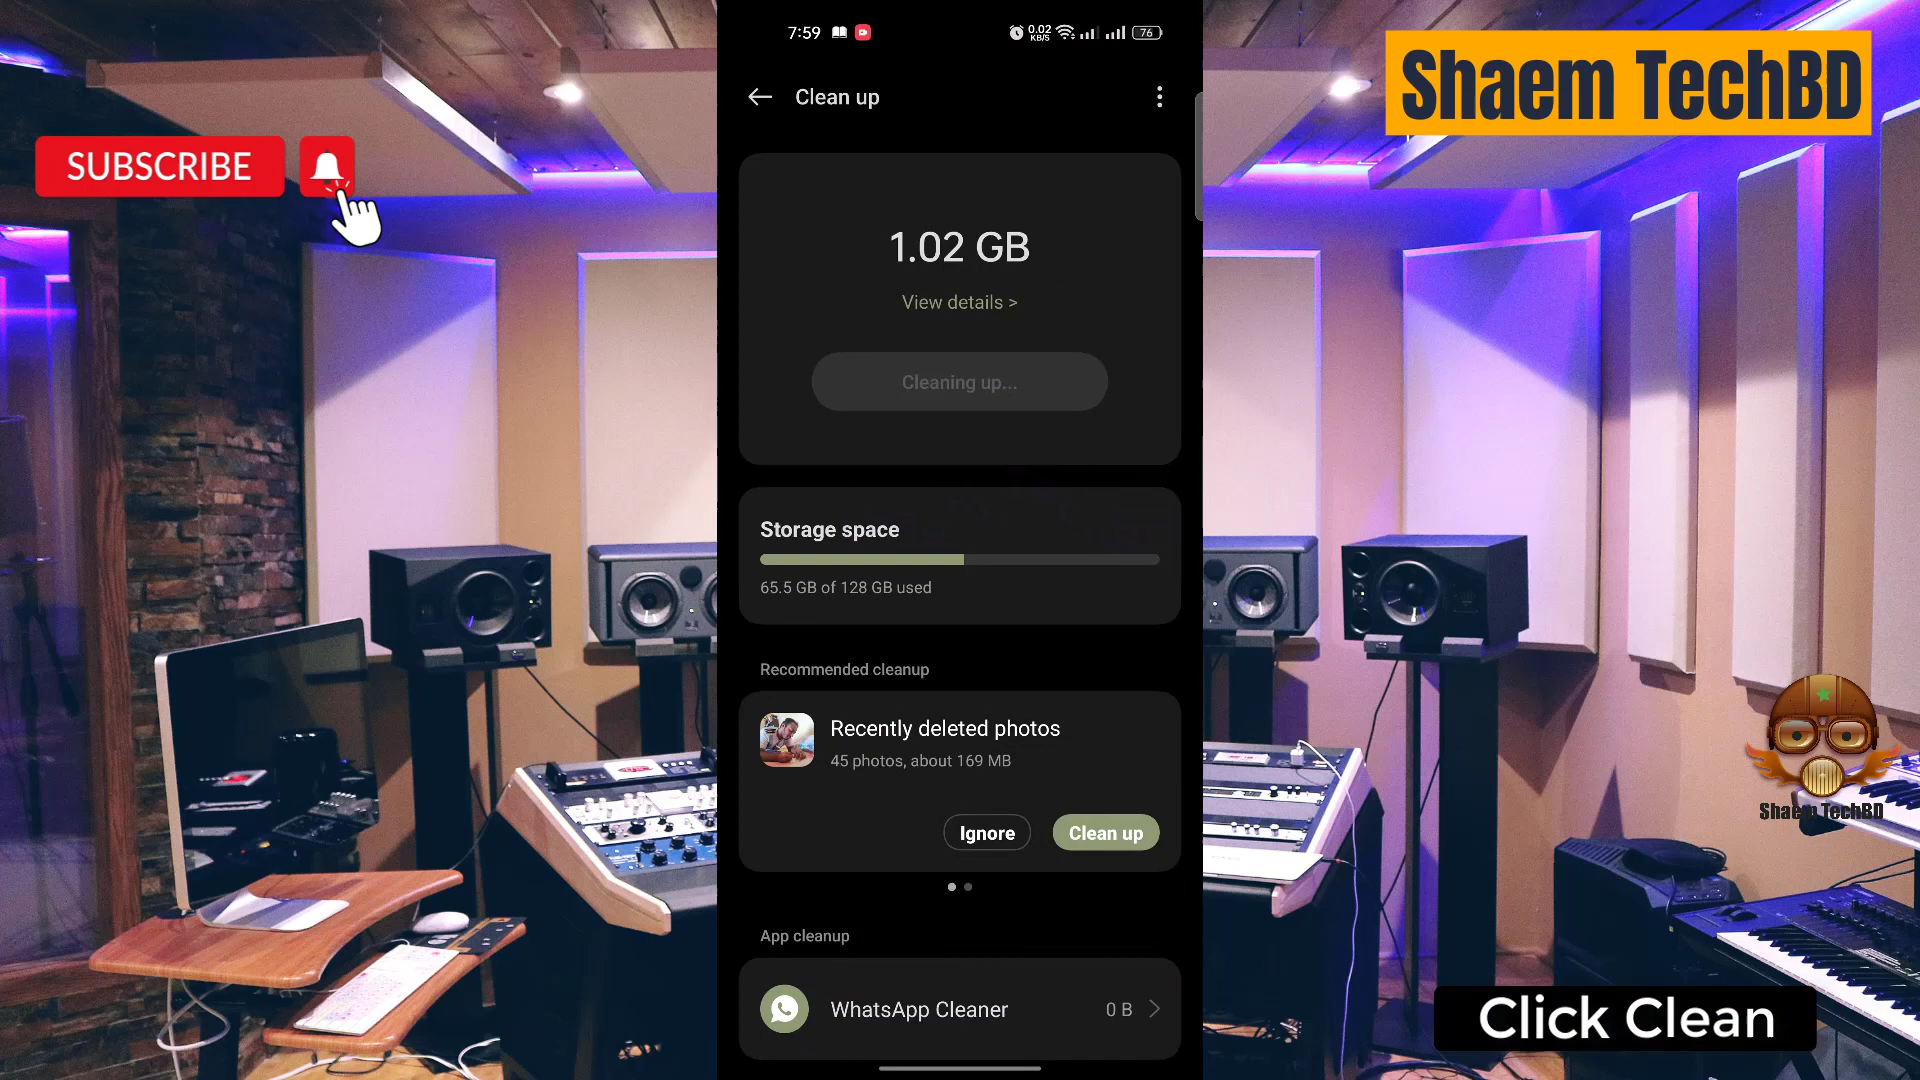 7:59
0.02
KB/S
76
Shaem TechBD
Clean up
SUBSCRIBE
1.02 GB
View details >
Cleaning up...
Storage space
65.5 GB of 128 GB used
Recommended cleanup
Recently deleted photos
45 photos, about 169 MB
Ignore
Clean up
Shaem TechBD
App cleanup
WhatsApp Cleaner
0 B
Click Clean